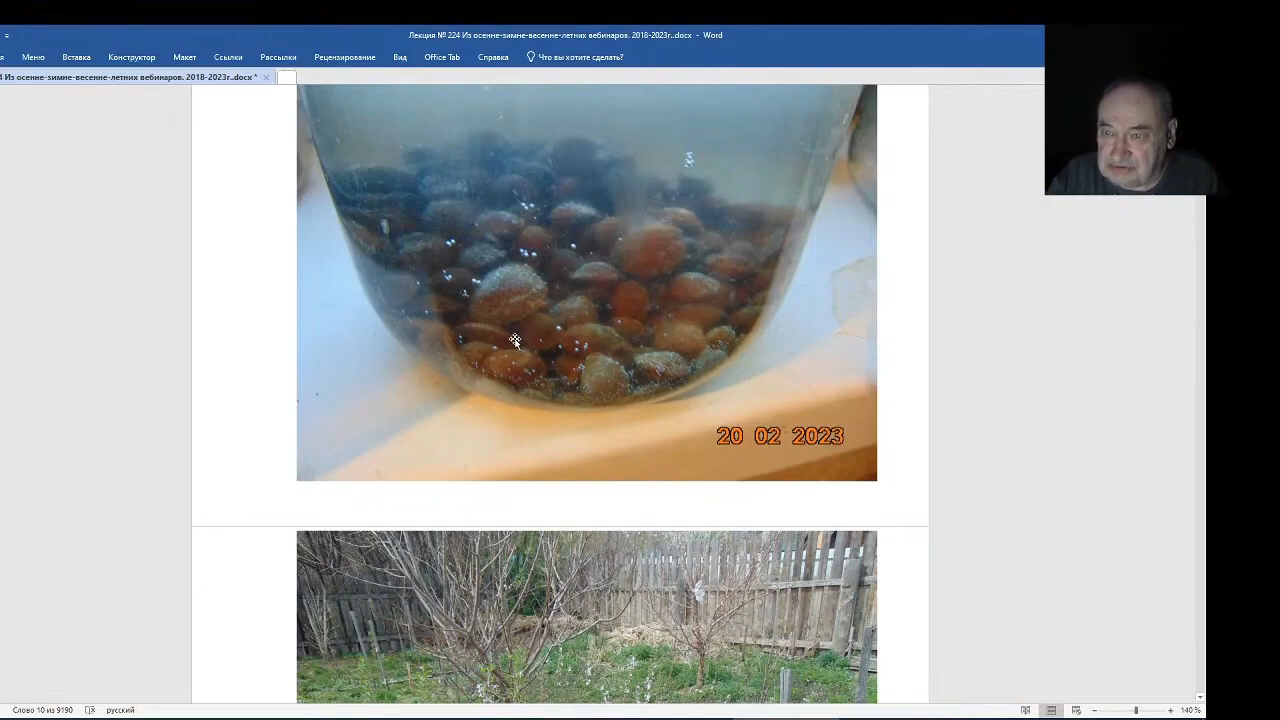 Лекция № 224 Из осенне-зимне-весенне-летних вебинаров. 2018-2023г..docx - Word
я Меню Вставка Конструктор Макет Ссылки Рассылки Рецензирование Вид Office Tab Справка Что вы хотите сделать?
4 Из осенне-зимне-весенне-летних вебинаров. 2018-2023г..docx *
20 02 2023
Слово 10 из 9190 русский 140 %